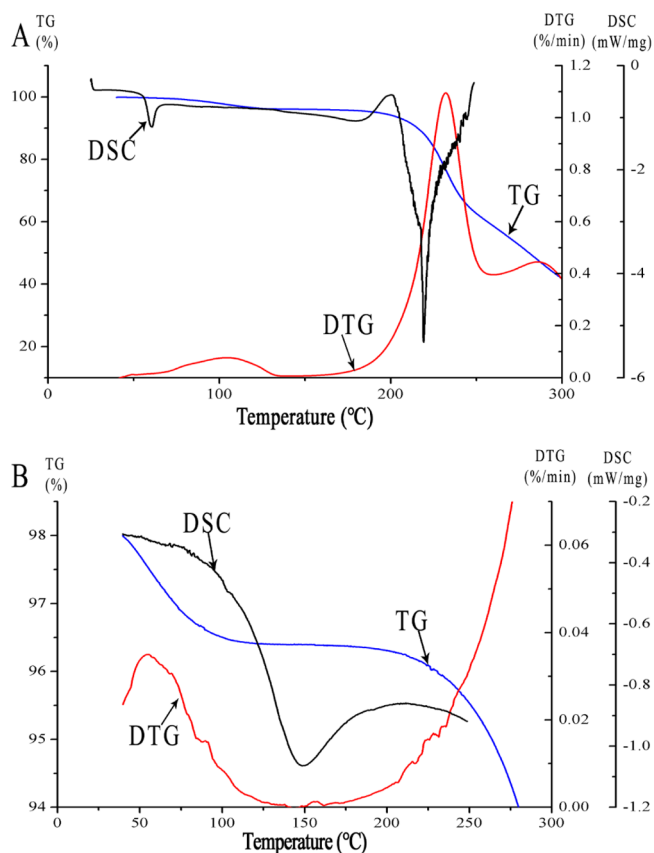 A
TG
(%)
DTG
(%/min)
DSC
(mW/mg)
100
80
60
40
20
1.2
1.0
0.8
0.6
0.4
0.2
0.0
0
-2
-4
-6
DSC
TG
DTG
0
100
200
300
Temperature (℃)
B
TG
(%)
DTG
(%/min)
DSC
(mW/mg)
98
97
96
95
94
0.06
0.04
0.02
0.00
-0.2
-0.4
-0.6
-0.8
-1.0
-1.2
DSC
TG
DTG
0
50
100
150
200
250
300
Temperature(℃)